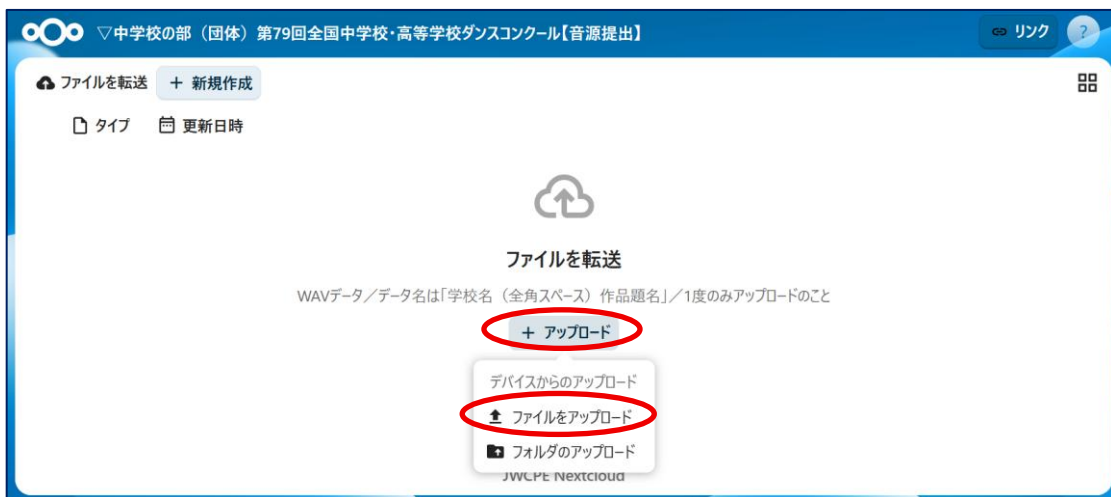 ▽中学校の部（団体）第79回全国中学校・高等学校ダンスコンクール【音源提出】
リンク
?
ファイルを転送
+ 新規作成
タイプ
更新日時
ファイルを転送
WAVデータ／データ名は「学校名（全角スペース）作品題名」／1度のみアップロードのこと
+ アップロード
デバイスからのアップロード
ファイルをアップロード
フォルダのアップロード
JWCPE Nextcloud